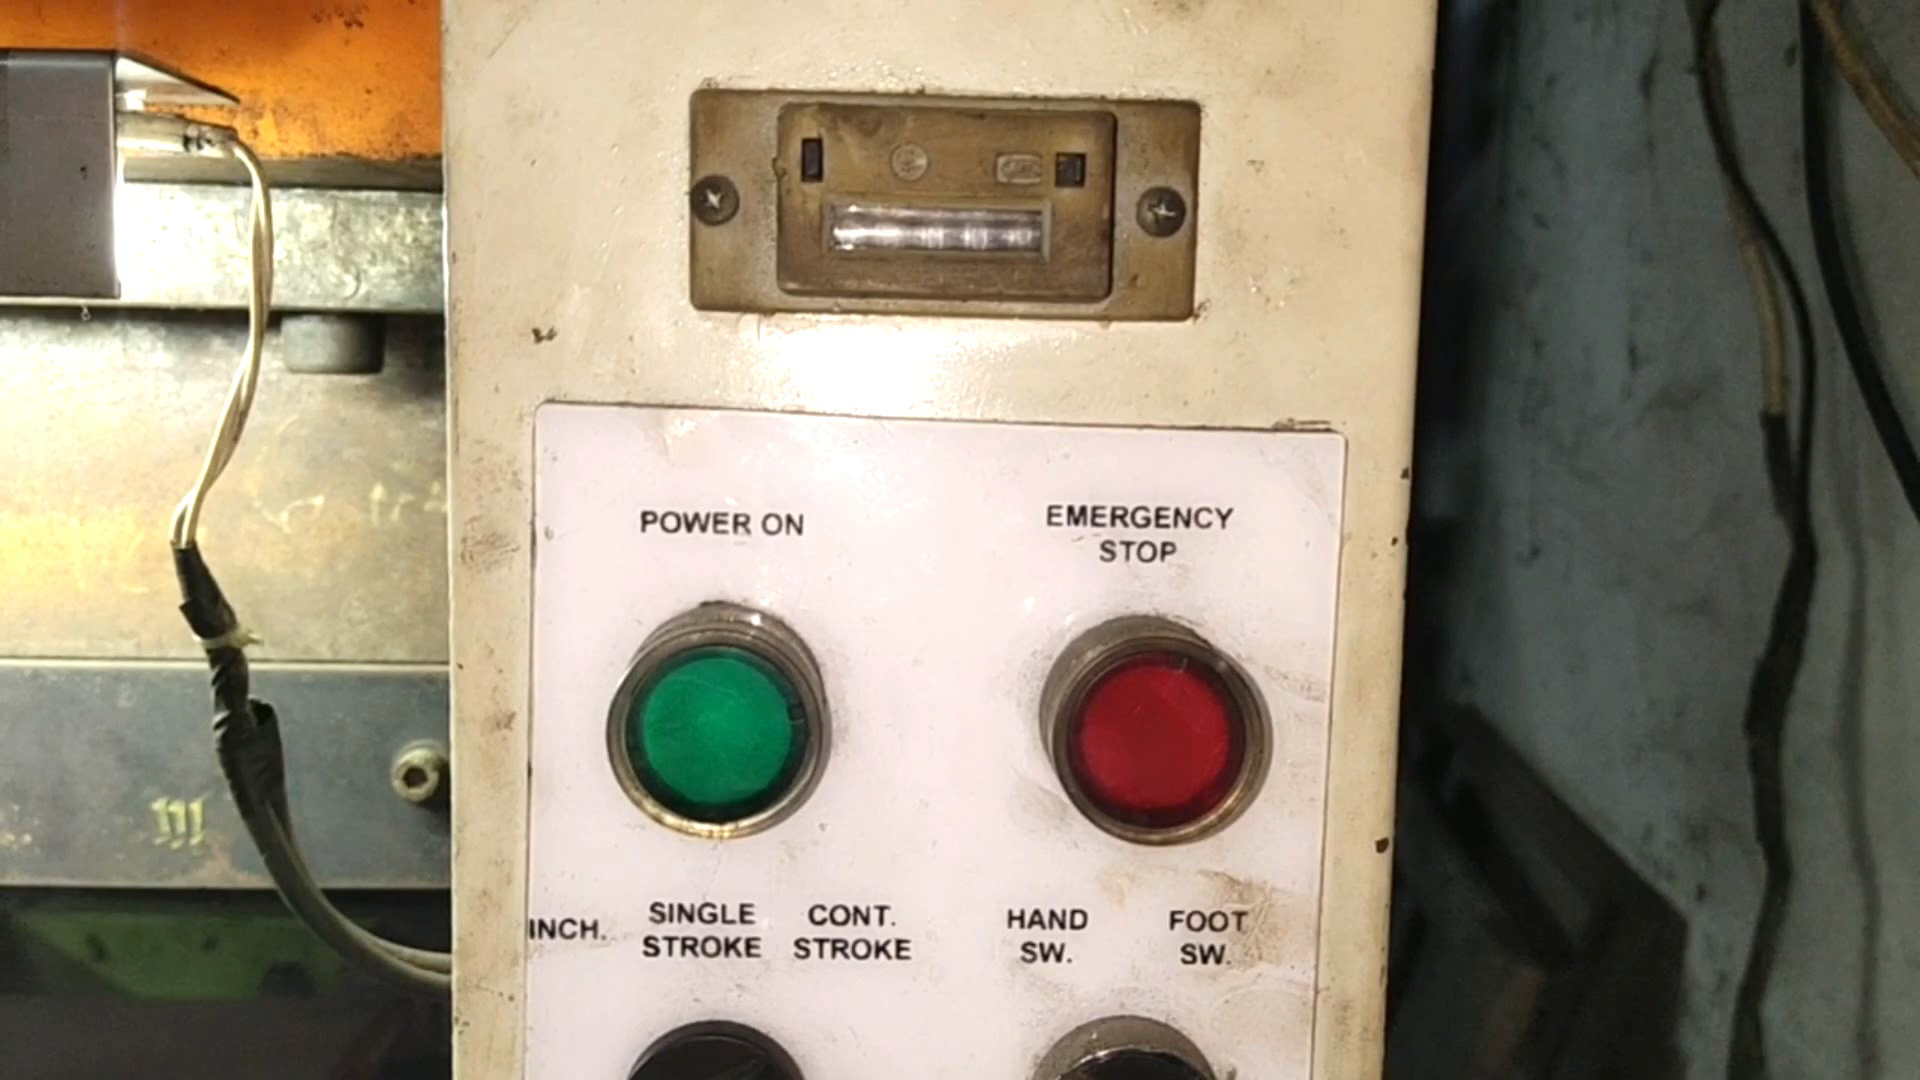 POWER ON
EMERGENCY
STOP
INCH.
SINGLE
STROKE
CONT.
STROKE
HAND
SW.
FOOT
SW.